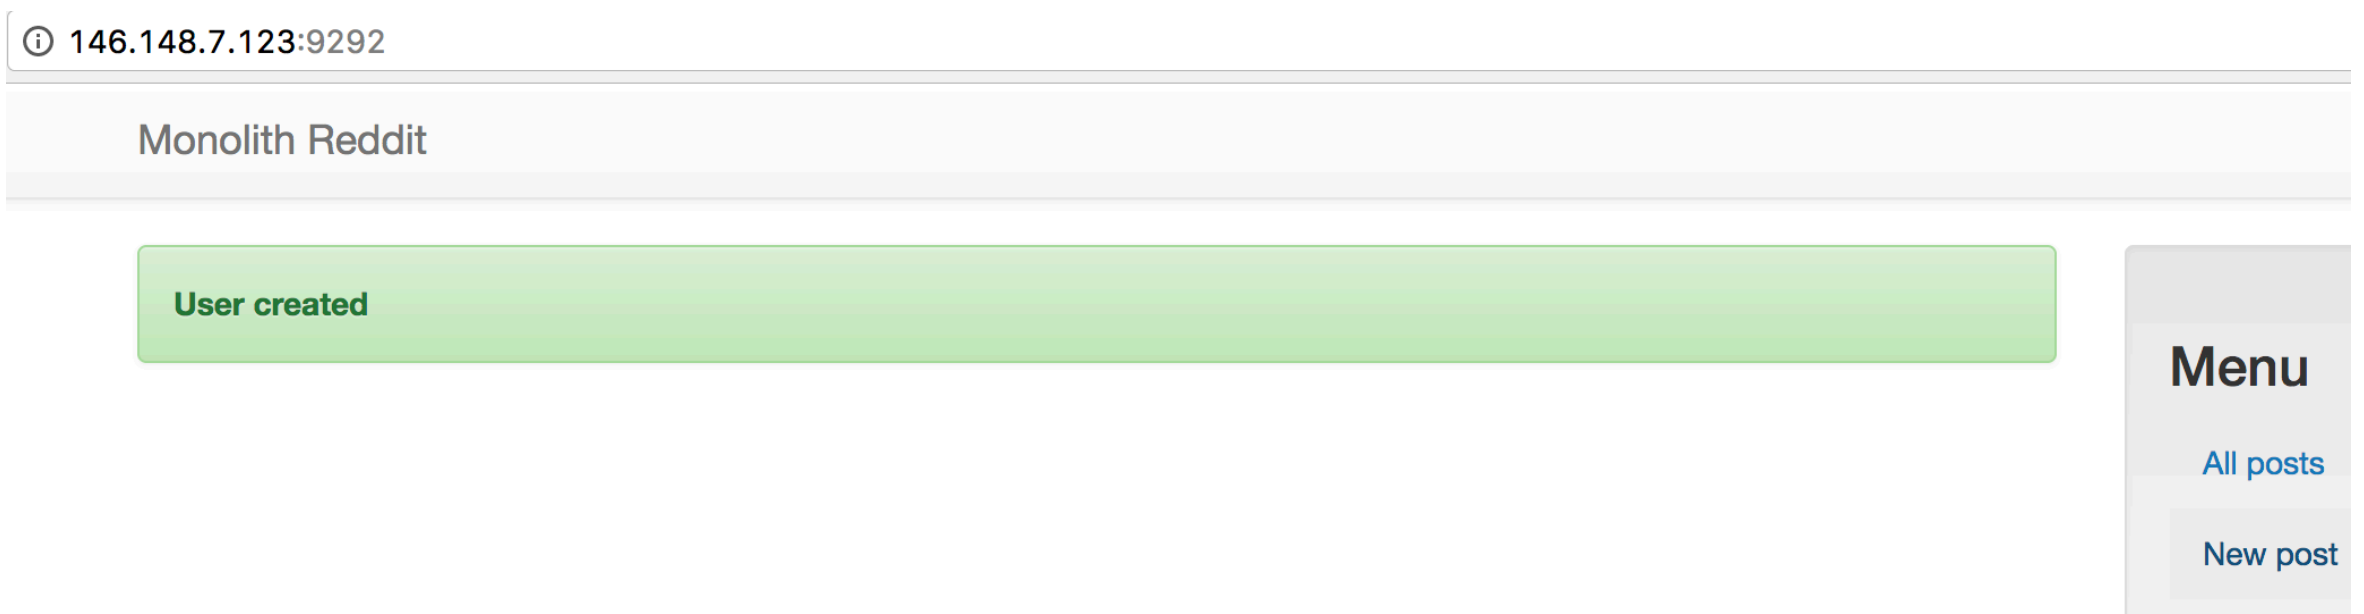 146.148.7.123:9292
Monolith Reddit
User created
Menu
All posts
New post